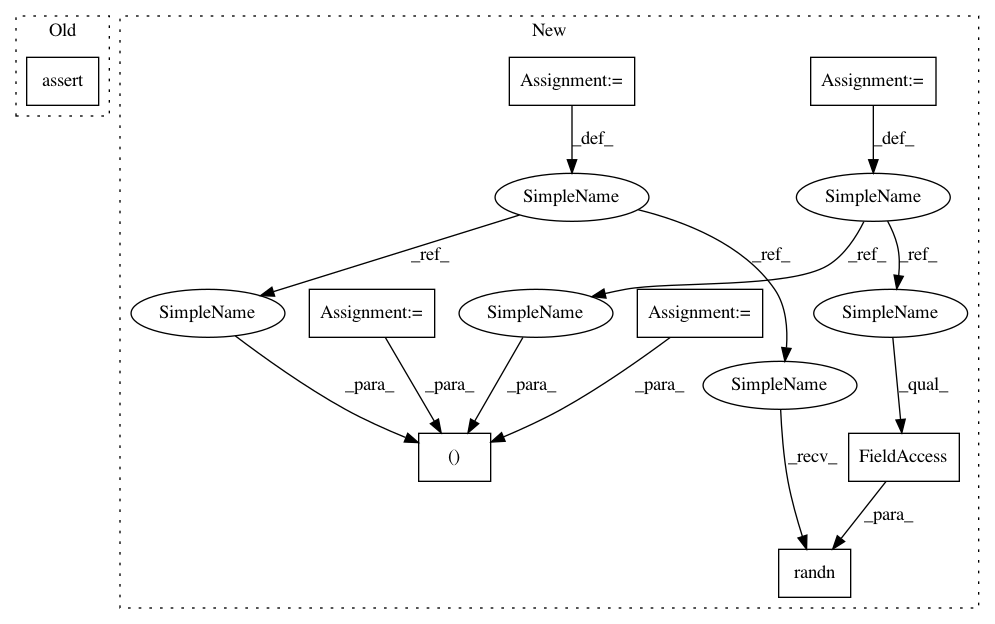 Old
New
assert
Assignment:=
Assignment:=
_def_
_def_
SimpleName
SimpleName
_ref_
_ref_
_ref_
_ref_
SimpleName
Assignment:=
SimpleName
Assignment:=
SimpleName
SimpleName
_para_
_para_
_para_
_para_
_qual_
()
_recv_
FieldAccess
_para_
randn